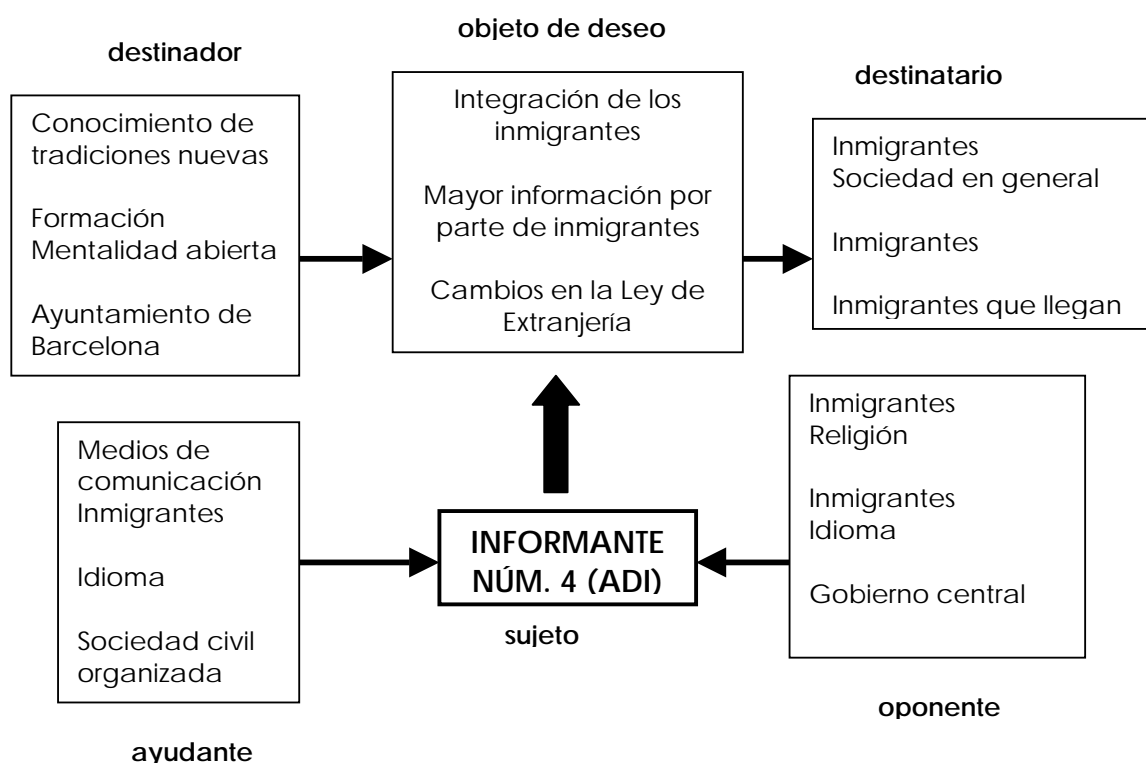 destinador
objeto de deseo
destinatario
Conocimiento de
tradiciones nuevas
Formación
Mentalidad abierta
Ayuntamiento de
Barcelona
Integración de los
inmigrantes
Mayor información por
parte de inmigrantes
Cambios en la Ley de
Extranjería
Inmigrantes
Sociedad en general
Inmigrantes
Inmigrantes que llegan
Medios de
comunicación
Inmigrantes
Idioma
Sociedad civil
organizada
ayudante
INFORMANTE
NÚM. 4 (ADI)
sujeto
Inmigrantes
Religión
Inmigrantes
Idioma
Gobierno central
oponente